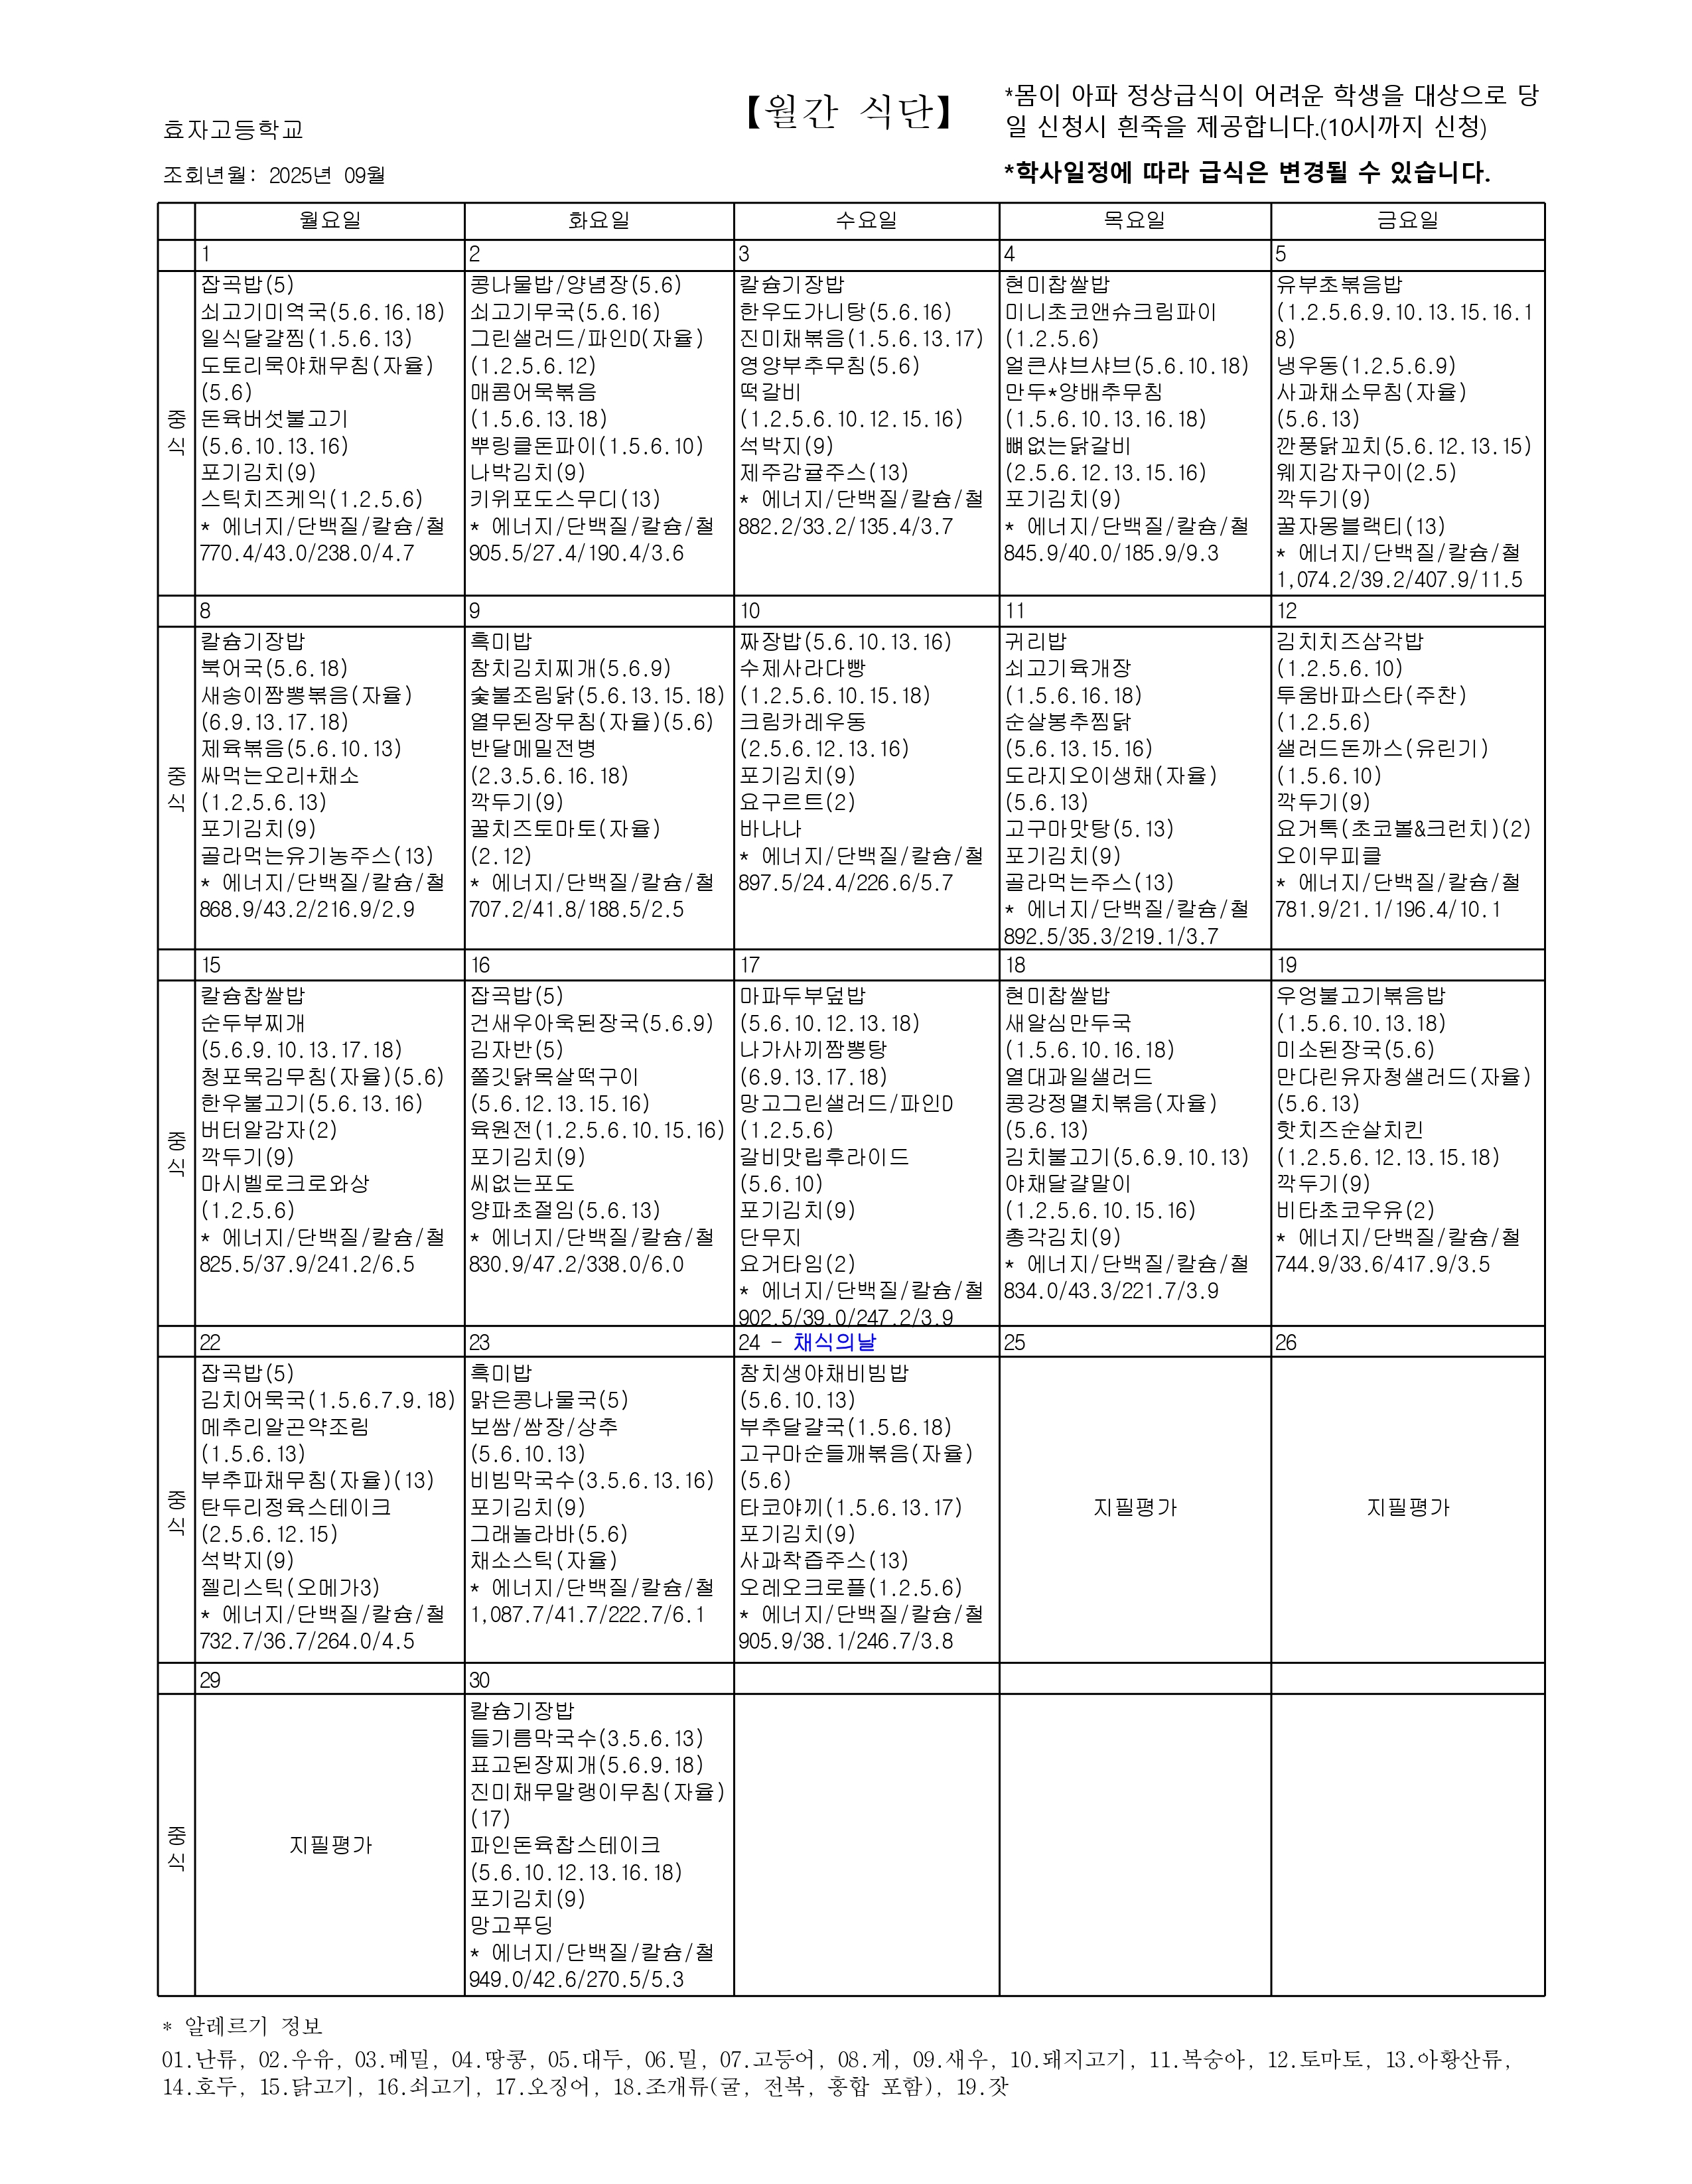 효자고등학교
【월간 식단】
*몸이 아파 정상급식이 어려운 학생을 대상으로 당
일 신청시 흰죽을 제공합니다.(10시까지 신청)
조회년월: 2025년 09월
*학사일정에 따라 급식은 변경될 수 있습니다.
월요일
화요일
수요일
목요일
금요일
중
식
1
잡곡밥(5)
쇠고기미역국(5.6.16.18)
일식달걀찜(1.5.6.13)
도토리묵야채무침(자율)
(5.6)
돈육버섯불고기
(5.6.10.13.16)
포기김치(9)
스틱치즈케익(1.2.5.6)
* 에너지/단백질/칼슘/철
770.4/43.0/238.0/4.7
2
콩나물밥/양념장(5.6)
쇠고기무국(5.6.16)
그린샐러드/파인D(자율)
(1.2.5.6.12)
매콤어묵볶음
(1.5.6.13.18)
뿌링클돈파이(1.5.6.10)
나박김치(9)
키위포도스무디(13)
* 에너지/단백질/칼슘/철
905.5/27.4/190.4/3.6
3
칼슘기장밥
한우도가니탕(5.6.16)
진미채볶음(1.5.6.13.17)
영양부추무침(5.6)
떡갈비
(1.2.5.6.10.12.15.16)
석박지(9)
제주감귤주스(13)
* 에너지/단백질/칼슘/철
882.2/33.2/135.4/3.7
4
현미찹쌀밥
미니초코앤슈크림파이
(1.2.5.6)
얼큰샤브샤브(5.6.10.18)
만두*양배추무침
(1.5.6.10.13.16.18)
뼈없는닭갈비
(2.5.6.12.13.15.16)
포기김치(9)
* 에너지/단백질/칼슘/철
845.9/40.0/185.9/9.3
5
유부초볶음밥
(1.2.5.6.9.10.13.15.16.1
8)
냉우동(1.2.5.6.9)
사과채소무침(자율)
(5.6.13)
깐풍닭꼬치(5.6.12.13.15)
웨지감자구이(2.5)
깍두기(9)
꿀자몽블랙티(13)
* 에너지/단백질/칼슘/철
1,074.2/39.2/407.9/11.5
중
식
8
칼슘기장밥
북어국(5.6.18)
새송이짬뽕볶음(자율)
(6.9.13.17.18)
제육볶음(5.6.10.13)
싸먹는오리+채소
(1.2.5.6.13)
포기김치(9)
골라먹는유기농주스(13)
* 에너지/단백질/칼슘/철
868.9/43.2/216.9/2.9
9
흑미밥
참치김치찌개(5.6.9)
숯불조림닭(5.6.13.15.18)
열무된장무침(자율)(5.6)
반달메밀전병
(2.3.5.6.16.18)
깍두기(9)
꿀치즈토마토(자율)
(2.12)
* 에너지/단백질/칼슘/철
707.2/41.8/188.5/2.5
10
짜장밥(5.6.10.13.16)
수제사라다빵
(1.2.5.6.10.15.18)
크림카레우동
(2.5.6.12.13.16)
포기김치(9)
요구르트(2)
바나나
* 에너지/단백질/칼슘/철
897.5/24.4/226.6/5.7
11
귀리밥
쇠고기육개장
(1.5.6.16.18)
순살봉추찜닭
(5.6.13.15.16)
도라지오이생채(자율)
(5.6.13)
고구마맛탕(5.13)
포기김치(9)
골라먹는주스(13)
* 에너지/단백질/칼슘/철
892.5/35.3/219.1/3.7
12
김치치즈삼각밥
(1.2.5.6.10)
투움바파스타(주찬)
(1.2.5.6)
샐러드돈까스(유린기)
(1.5.6.10)
깍두기(9)
요거톡(초코볼&크런치)(2)
오이무피클
* 에너지/단백질/칼슘/철
781.9/21.1/196.4/10.1
중
식
15
칼슘찹쌀밥
순두부찌개
(5.6.9.10.13.17.18)
청포묵김무침(자율)(5.6)
한우불고기(5.6.13.16)
버터알감자(2)
깍두기(9)
마시벨로크로와상
(1.2.5.6)
* 에너지/단백질/칼슘/철
825.5/37.9/241.2/6.5
16
잡곡밥(5)
건새우아욱된장국(5.6.9)
김자반(5)
쫄깃닭목살떡구이
(5.6.12.13.15.16)
육원전(1.2.5.6.10.15.16)
포기김치(9)
씨없는포도
양파초절임(5.6.13)
* 에너지/단백질/칼슘/철
830.9/47.2/338.0/6.0
17
마파두부덮밥
(5.6.10.12.13.18)
나가사끼짬뽕탕
(6.9.13.17.18)
망고그린샐러드/파인D
(1.2.5.6)
갈비맛립후라이드
(5.6.10)
포기김치(9)
단무지
요거타임(2)
* 에너지/단백질/칼슘/철
902.5/39.0/247.2/3.9
18
현미찹쌀밥
새알심만두국
(1.5.6.10.16.18)
열대과일샐러드
콩강정멸치볶음(자율)
(5.6.13)
김치불고기(5.6.9.10.13)
야채달걀말이
(1.2.5.6.10.15.16)
총각김치(9)
* 에너지/단백질/칼슘/철
834.0/43.3/221.7/3.9
19
우엉불고기볶음밥
(1.5.6.10.13.18)
미소된장국(5.6)
만다린유자청샐러드(자율)
(5.6.13)
핫치즈순살치킨
(1.2.5.6.12.13.15.18)
깍두기(9)
비타초코우유(2)
* 에너지/단백질/칼슘/철
744.9/33.6/417.9/3.5
중
식
22
잡곡밥(5)
김치어묵국(1.5.6.7.9.18)
메추리알곤약조림
(1.5.6.13)
부추파채무침(자율)(13)
탄두리정육스테이크
(2.5.6.12.15)
석박지(9)
젤리스틱(오메가3)
* 에너지/단백질/칼슘/철
732.7/36.7/264.0/4.5
23
흑미밥
맑은콩나물국(5)
보쌈/쌈장/상추
(5.6.10.13)
비빔막국수(3.5.6.13.16)
포기김치(9)
그래놀라바(5.6)
채소스틱(자율)
* 에너지/단백질/칼슘/철
1,087.7/41.7/222.7/6.1
24 - 채식의날
참치생야채비빔밥
(5.6.10.13)
부추달걀국(1.5.6.18)
고구마순들깨볶음(자율)
(5.6)
타코야끼(1.5.6.13.17)
포기김치(9)
사과착즙주스(13)
오레오크로플(1.2.5.6)
* 에너지/단백질/칼슘/철
905.9/38.1/246.7/3.8
25
지필평가
26
지필평가
중
식
29
지필평가
30
칼슘기장밥
들기름막국수(3.5.6.13)
표고된장찌개(5.6.9.18)
진미채무말랭이무침(자율)
(17)
파인돈육찹스테이크
(5.6.10.12.13.16.18)
포기김치(9)
망고푸딩
* 에너지/단백질/칼슘/철
949.0/42.6/270.5/5.3
* 알레르기 정보
01.난류, 02.우유, 03.메밀, 04.땅콩, 05.대두, 06.밀, 07.고등어, 08.게, 09.새우, 10.돼지고기, 11.복숭아, 12.토마토, 13.아황산류,
14.호두, 15.닭고기, 16.쇠고기, 17.오징어, 18.조개류(굴, 전복, 홍합 포함), 19.잣